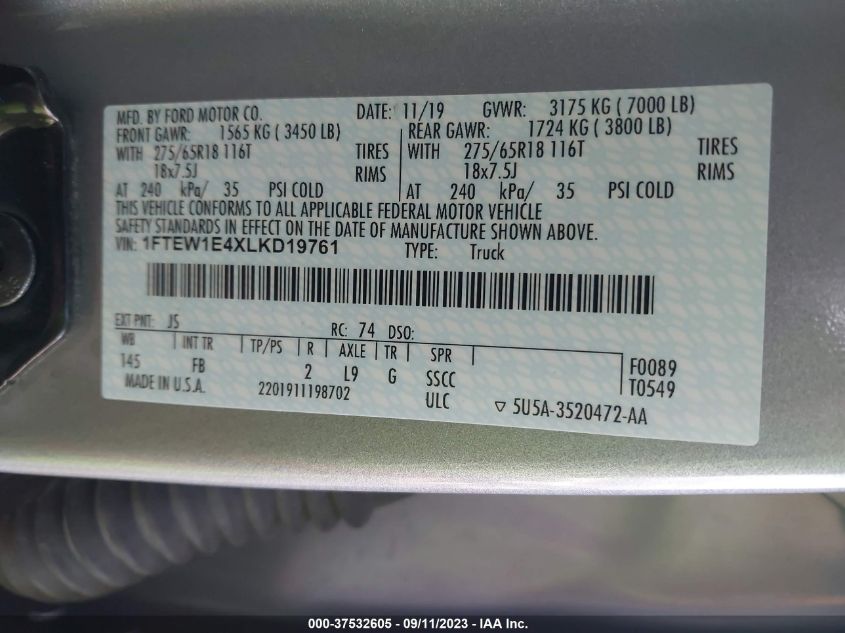 MFD. BY FORD MOTOR CO. DATE: 11/19 GVWR: 3175 KG ( 7000 LB)
FRONT GAWR: 1565 KG ( 3450 LB) REAR GAWR: 1724 KG ( 3800 LB)
WITH 275/65R18 116T TIRES WITH 275/65R18 116T TIRES
18x7.5J RIMS 18x7.5J RIMS
AT 240 kPa/ 35 PSI COLD AT 240 kPa/ 35 PSI COLD
THIS VEHICLE CONFORMS TO ALL APPLICABLE FEDERAL MOTOR VEHICLE
SAFETY STANDARDS IN EFFECT ON THE DATE OF MANUFACTURE SHOWN ABOVE.
VIN: 1FTEW1E4XLKD19761 TYPE: Truck
EXT PNT: JS RC: 74 DSO:
WB INT TR TP/PS R AXLE TR SPR F0089
145 FB 2 L9 G SSCC T0549
MADE IN U.S.A. 2201911198702 ULC ▽ 5U5A-3520472-AA
000-37532605 - 09/11/2023 - IAA Inc.